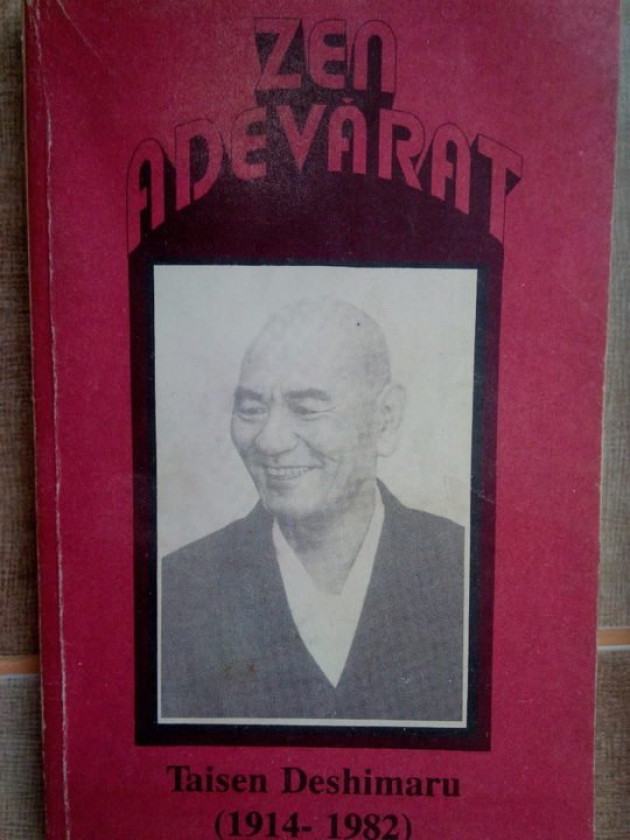 ZEN
ADEVĂRAT
Taisen Deshimaru
(1914- 1982)